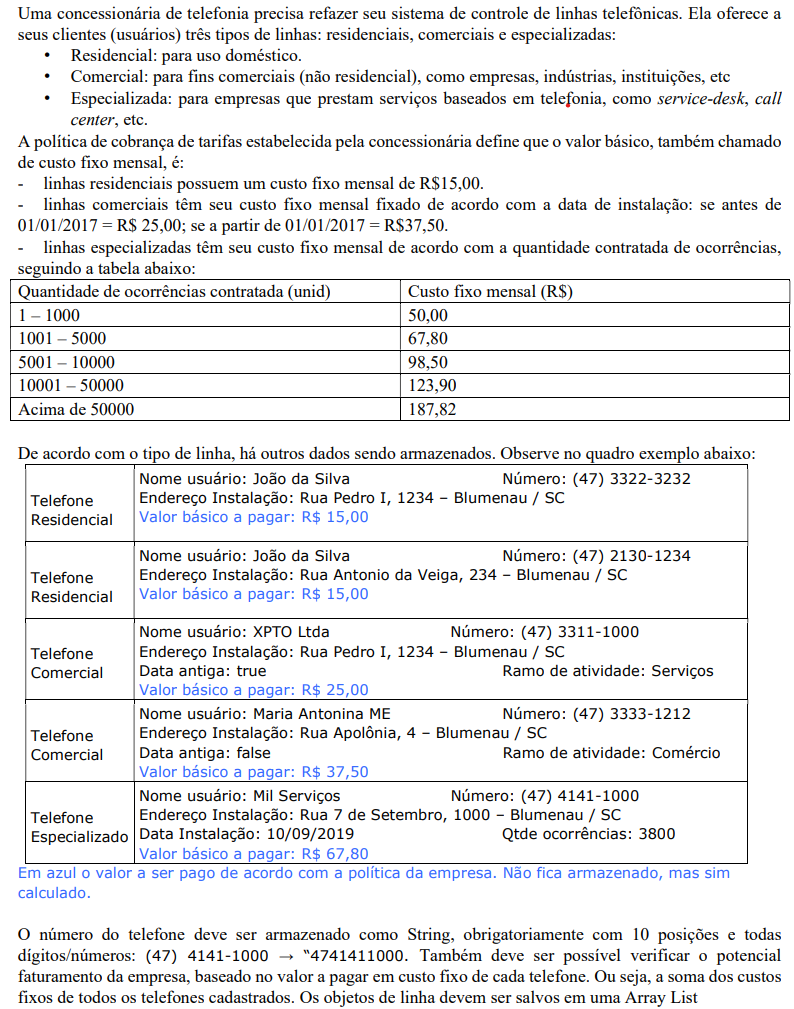 Uma concessionária de telefonia precisa refazer seu sistema de controle de linhas telefônicas. Ela oferece a
seus clientes (usuários) três tipos de linhas: residenciais, comerciais e especializadas:
• Residencial: para uso doméstico.
• Comercial: para fins comerciais (não residencial), como empresas, indústrias, instituições, etc
• Especializada: para empresas que prestam serviços baseados em telefonia, como service-desk, call
center, etc.
A política de cobrança de tarifas estabelecida pela concessionária define que o valor básico, também chamado
de custo fixo mensal, é:
- linhas residenciais possuem um custo fixo mensal de R$15,00.
- linhas comerciais têm seu custo fixo mensal fixado de acordo com a data de instalação: se antes de
01/01/2017 = R$ 25,00; se a partir de 01/01/2017 = R$37,50.
- linhas especializadas têm seu custo fixo mensal de acordo com a quantidade contratada de ocorrências,
seguindo a tabela abaixo:
Quantidade de ocorrências contratada (unid) Custo fixo mensal (R$)
1 – 1000 50,00
1001 – 5000 67,80
5001 – 10000 98,50
10001 – 50000 123,90
Acima de 50000 187,82
De acordo com o tipo de linha, há outros dados sendo armazenados. Observe no quadro exemplo abaixo:
Telefone
Residencial
Nome usuário: João da Silva Número: (47) 3322-3232
Endereço Instalação: Rua Pedro I, 1234 – Blumenau / SC
Valor básico a pagar: R$ 15,00
Telefone
Residencial
Nome usuário: João da Silva Número: (47) 2130-1234
Endereço Instalação: Rua Antonio da Veiga, 234 – Blumenau / SC
Valor básico a pagar: R$ 15,00
Telefone
Comercial
Nome usuário: XPTO Ltda Número: (47) 3311-1000
Endereço Instalação: Rua Pedro I, 1234 – Blumenau / SC
Data antiga: true Ramo de atividade: Serviços
Valor básico a pagar: R$ 25,00
Telefone
Comercial
Nome usuário: Maria Antonina ME Número: (47) 3333-1212
Endereço Instalação: Rua Apolônia, 4 – Blumenau / SC
Data antiga: false Ramo de atividade: Comércio
Valor básico a pagar: R$ 37,50
Telefone
Especializado
Nome usuário: Mil Serviços Número: (47) 4141-1000
Endereço Instalação: Rua 7 de Setembro, 1000 – Blumenau / SC
Data Instalação: 10/09/2019 Qtde ocorrências: 3800
Valor básico a pagar: R$ 67,80
Em azul o valor a ser pago de acordo com a política da empresa. Não fica armazenado, mas sim
calculado.
O número do telefone deve ser armazenado como String, obrigatoriamente com 10 posições e todas
dígitos/números: (47) 4141-1000 → “4741411000. Também deve ser possível verificar o potencial
faturamento da empresa, baseado no valor a pagar em custo fixo de cada telefone. Ou seja, a soma dos custos
fixos de todos os telefones cadastrados. Os objetos de linha devem ser salvos em uma Array List